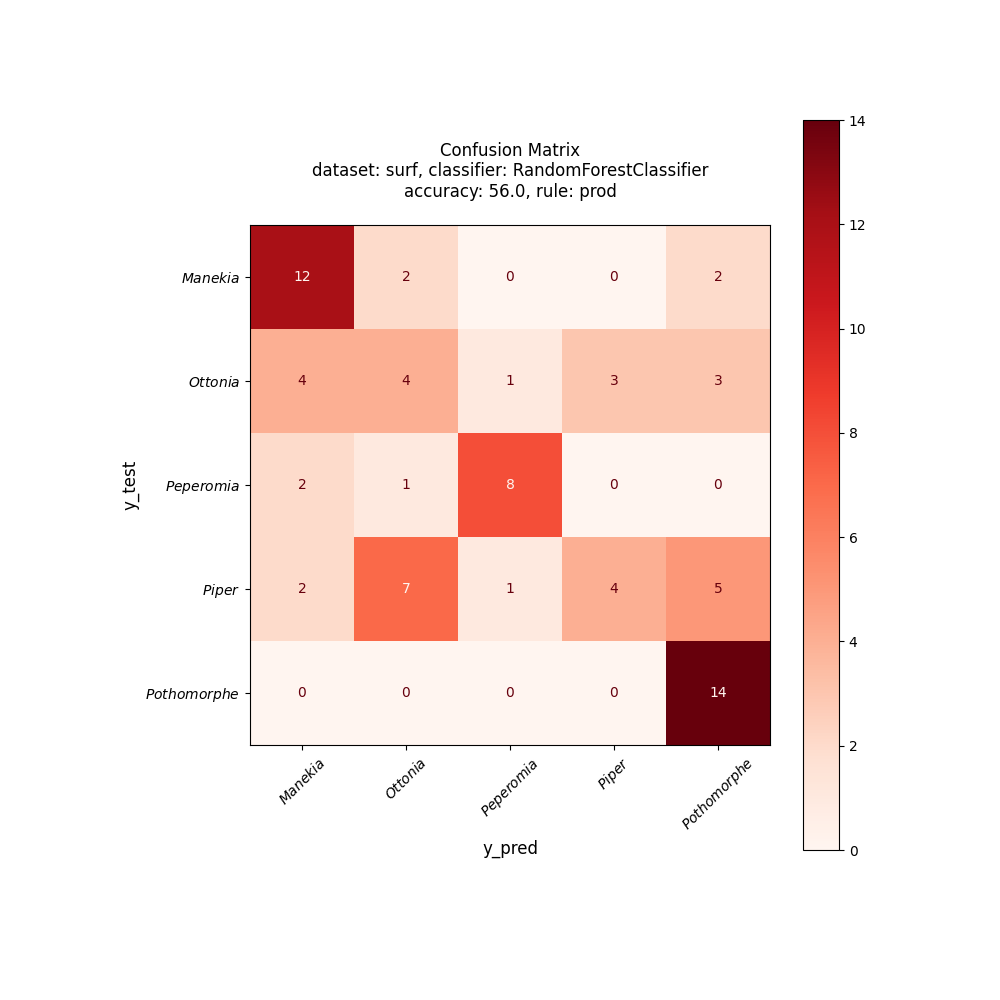 Confusion Matrix
dataset: surf, classifier: RandomForestClassifier
accuracy: 56.0, rule: prod
Manekia 12 2 0 0 2
Ottonia 4 4 1 3 3
Peperomia 2 1 8 0 0
Piper 2 7 1 4 5
Pothomorphe 0 0 0 0 14
y_test
Manekia Ottonia Peperomia Piper Pothomorphe
y_pred
14
12
10
8
6
4
2
0